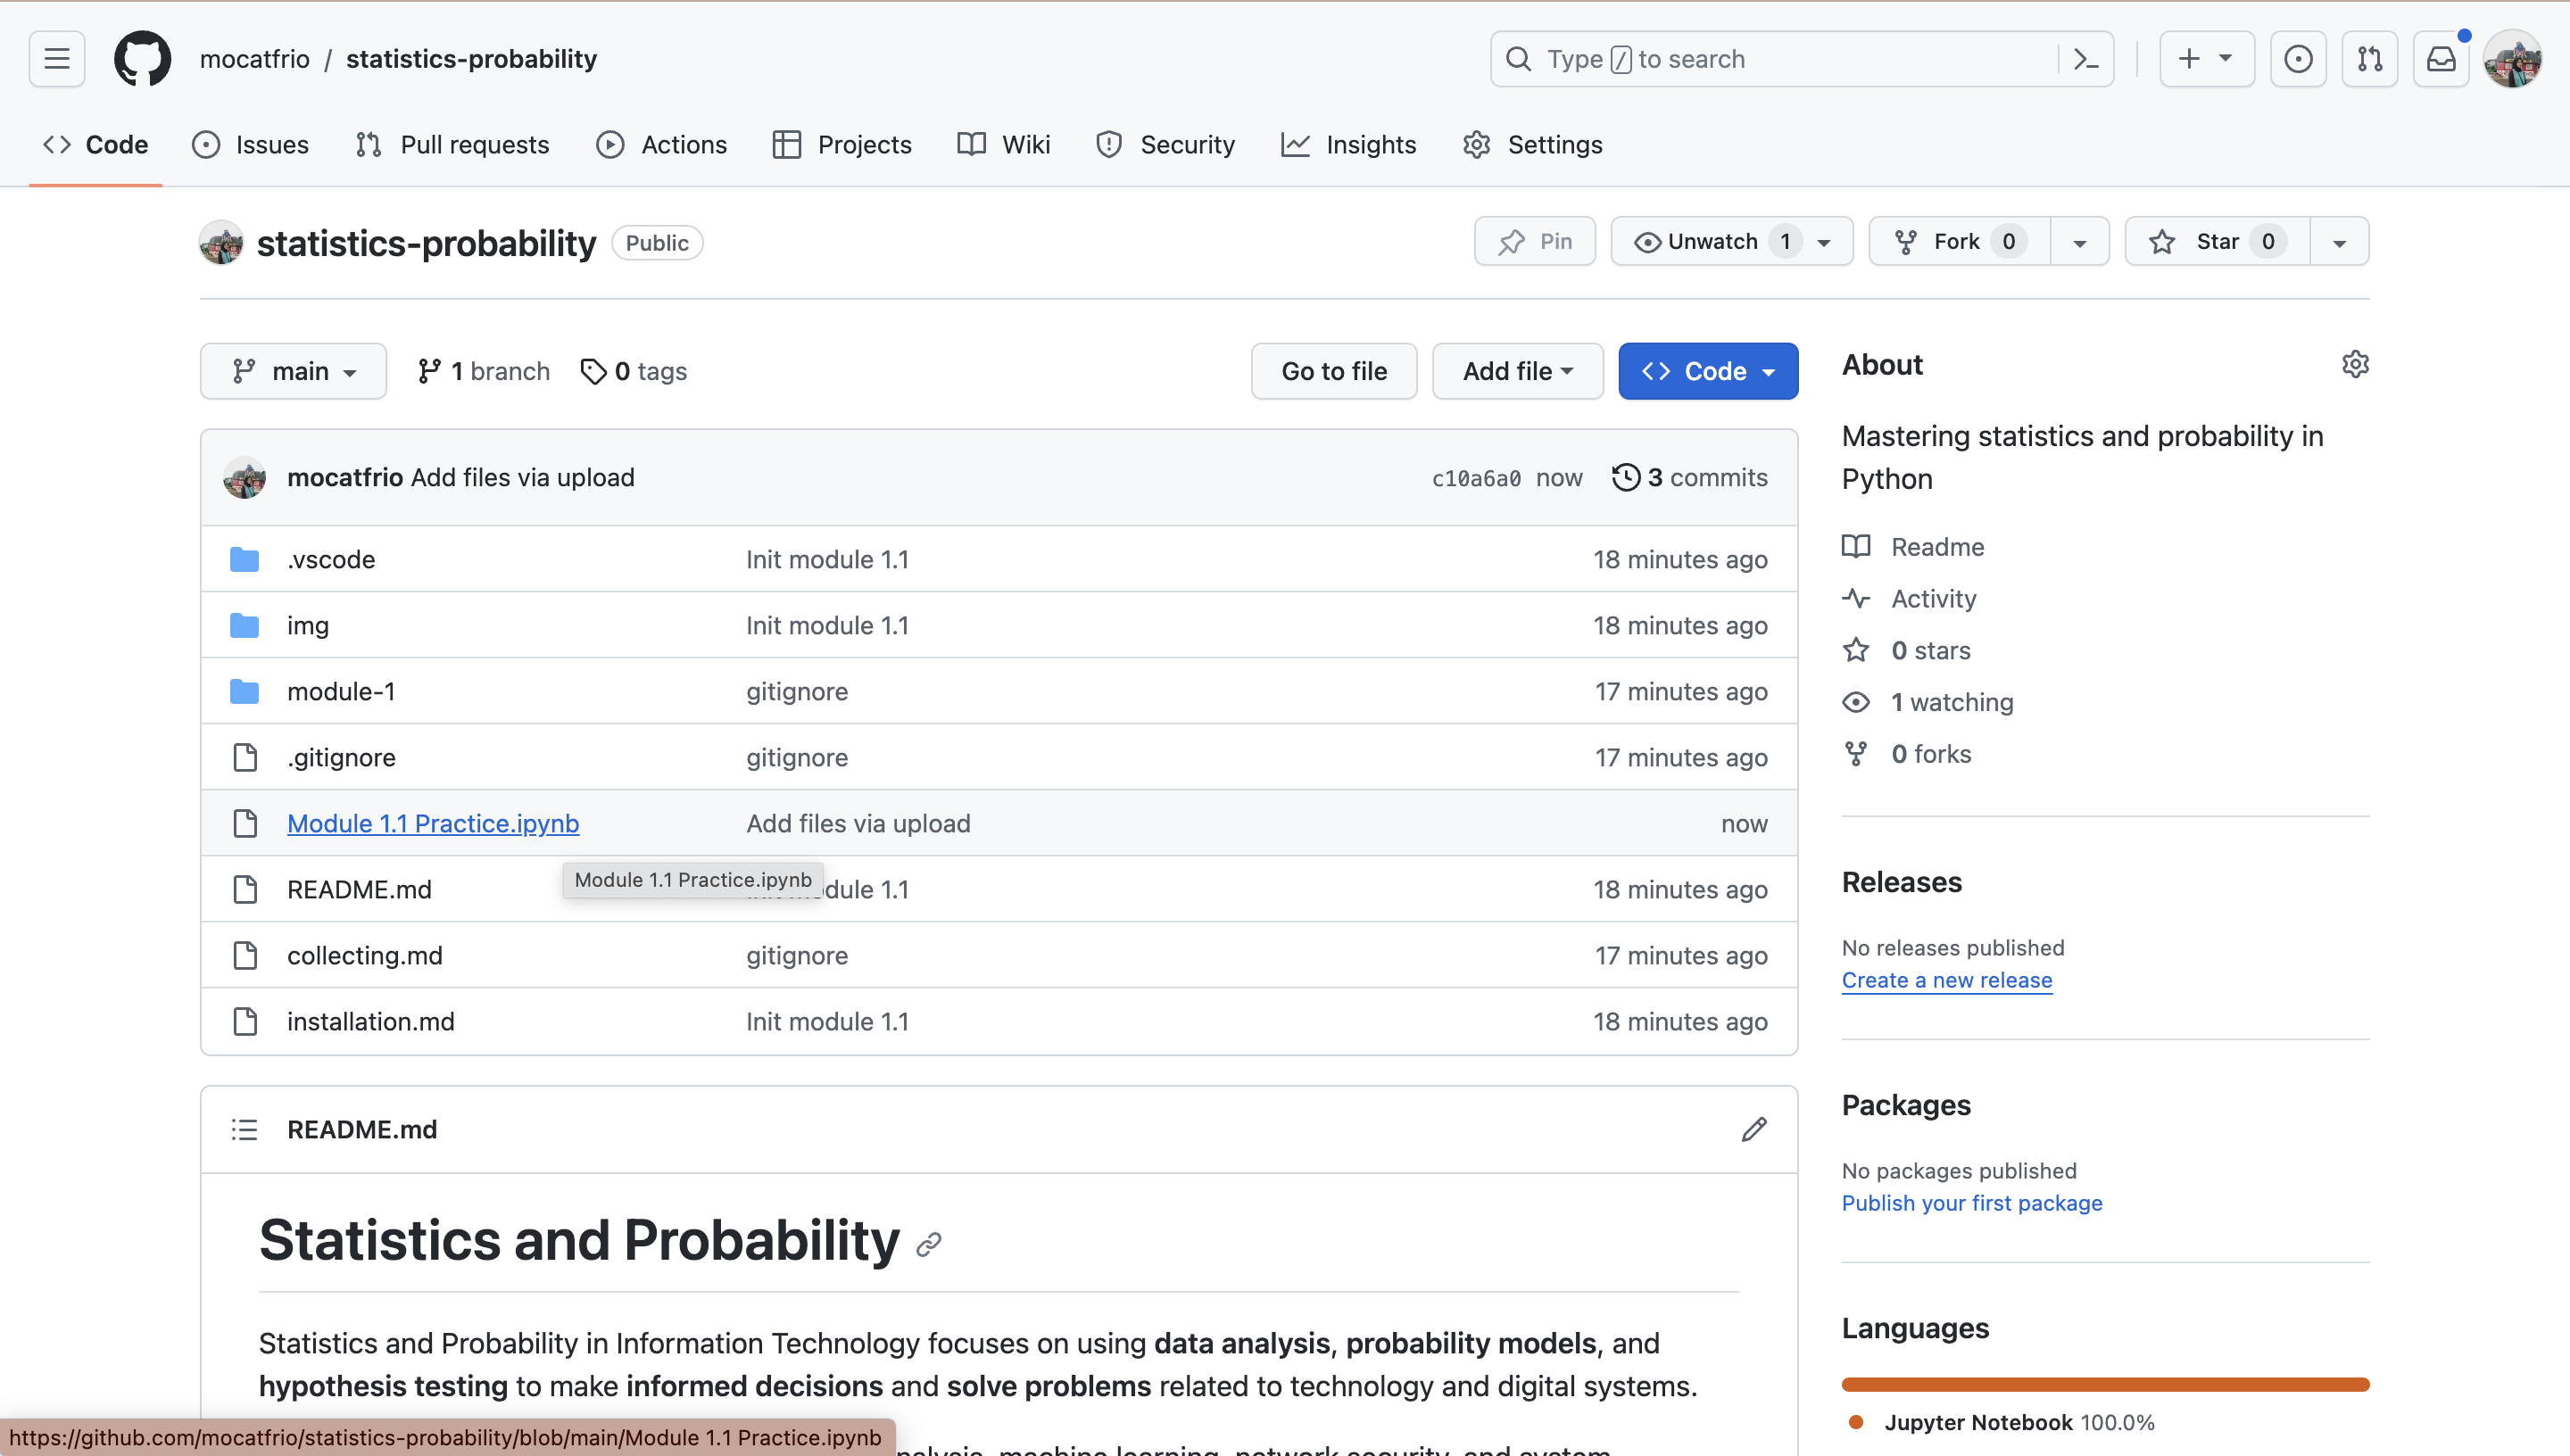 mocatfrio / statistics-probability
Type / to search
Code
Issues
Pull requests
Actions
Projects
Wiki
Security
Insights
Settings
statistics-probability Public
Pin
Unwatch 1
Fork 0
Star 0
main
1 branch
0 tags
Go to file
Add file
Code
mocatfrio Add files via upload c10a6a0 now 3 commits
.vscode Init module 1.1 18 minutes ago
img Init module 1.1 18 minutes ago
module-1 gitignore 17 minutes ago
.gitignore gitignore 17 minutes ago
Module 1.1 Practice.ipynb Add files via upload now
Module 1.1 Practice.ipynb
README.md dule 1.1 18 minutes ago
collecting.md gitignore 17 minutes ago
installation.md Init module 1.1 18 minutes ago
README.md
Statistics and Probability
Statistics and Probability in Information Technology focuses on using data analysis, probability models, and
hypothesis testing to make informed decisions and solve problems related to technology and digital systems.
nalysis, machine learning, network security, and system
https://github.com/mocatfrio/statistics-probability/blob/main/Module 1.1 Practice.ipynb
About
Mastering statistics and probability in
Python
Readme
Activity
0 stars
1 watching
0 forks
Releases
No releases published
Create a new release
Packages
No packages published
Publish your first package
Languages
Jupyter Notebook 100.0%